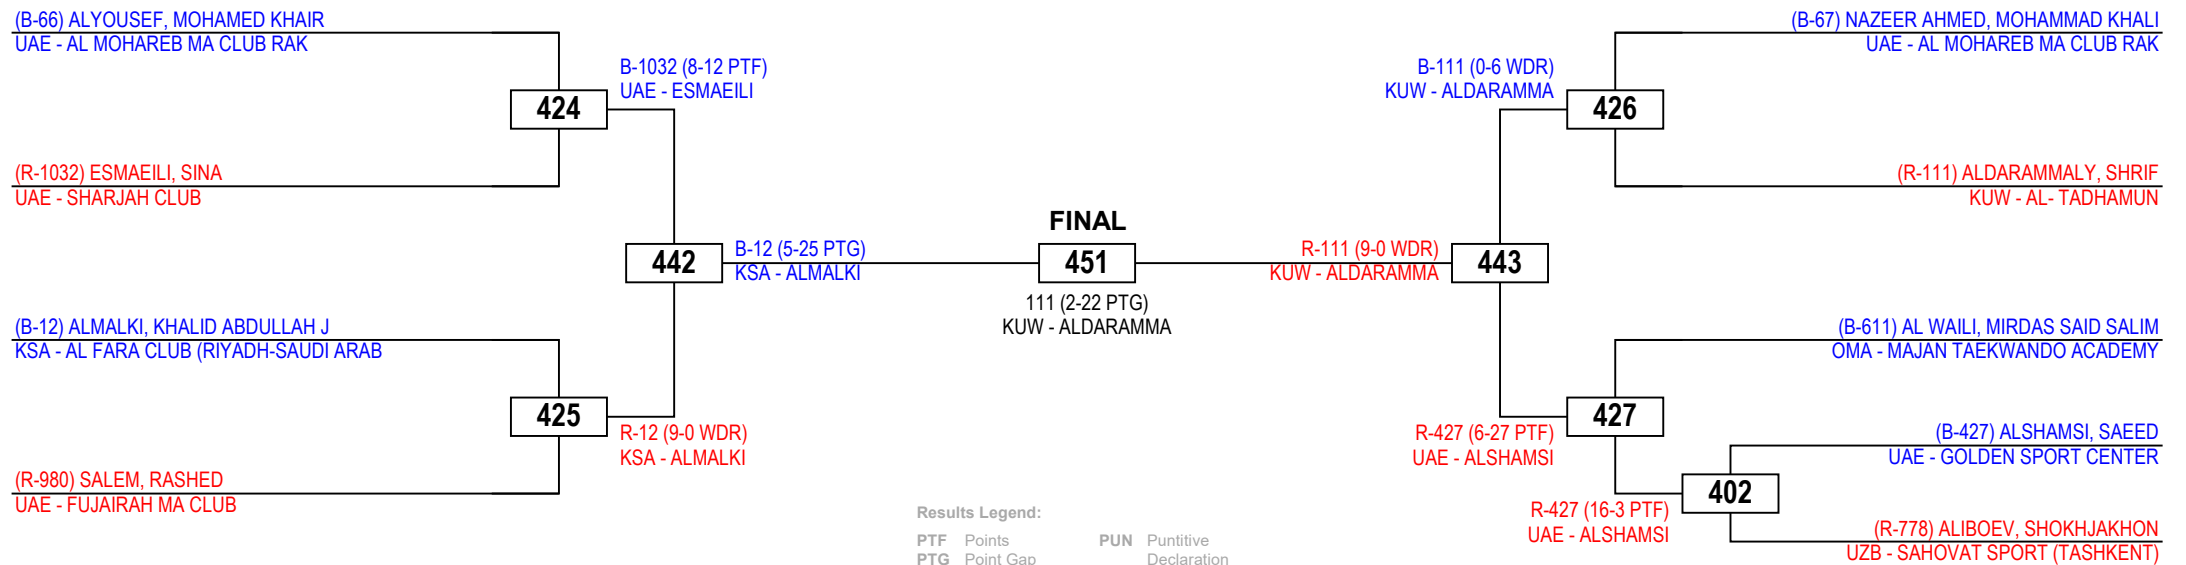 (B-66) ALYOUSEF, MOHAMED KHAIR
UAE - AL MOHAREB MA CLUB RAK
B-1032 (8-12 PTF)
UAE - ESMAEILI
424
(R-1032) ESMAEILI, SINA
UAE - SHARJAH CLUB
442
B-12 (5-25 PTG)
KSA - ALMALKI
(B-12) ALMALKI, KHALID ABDULLAH J
KSA - AL FARA CLUB (RIYADH-SAUDI ARAB
425
R-12 (9-0 WDR)
KSA - ALMALKI
(R-980) SALEM, RASHED
UAE - FUJAIRAH MA CLUB
FINAL
451
111 (2-22 PTG)
KUW - ALDARAMMA
(B-67) NAZEER AHMED, MOHAMMAD KHALI
UAE - AL MOHAREB MA CLUB RAK
B-111 (0-6 WDR)
KUW - ALDARAMMA
426
(R-111) ALDARAMMALY, SHRIF
KUW - AL- TADHAMUN
R-111 (9-0 WDR)
KUW - ALDARAMMA
443
(B-611) AL WAILI, MIRDAS SAID SALIM
OMA - MAJAN TAEKWANDO ACADEMY
427
R-427 (6-27 PTF)
UAE - ALSHAMSI
(B-427) ALSHAMSI, SAEED
UAE - GOLDEN SPORT CENTER
402
R-427 (16-3 PTF)
UAE - ALSHAMSI
(R-778) ALIBOEV, SHOKHJAKHON
UZB - SAHOVAT SPORT (TASHKENT)
Results Legend:
PTF Points
PTG Point Gap
PUN Puntitive
Declaration